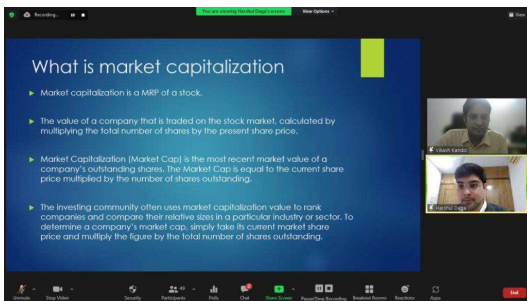 Recording...
You are viewing Harshul Daga's screen
View Options
View
What is market capitalization
Market capitalization is a MRP of a stock.
The value of a company that is traded on the stock market, calculated by
multiplying the total number of shares by the present share price.
Market Capitalization (Market Cap) is the most recent market value of a
company's outstanding shares. The Market Cap is equal to the current share
price multiplied by the number of shares outstanding.
The investing community often uses market capitalization value to rank
companies and compare their relative sizes in a particular industry or sector. To
determine a company's market cap, simply take its current market share
price and multiply the figure by the total number of shares outstanding.
Vikash Kandoi
Harshul Daga
Unmute
Stop Video
Security
Participants
49
Polls
Chat
Share Screen
Pause/Stop Recording
Breakout Rooms
Reactions
Apps
End